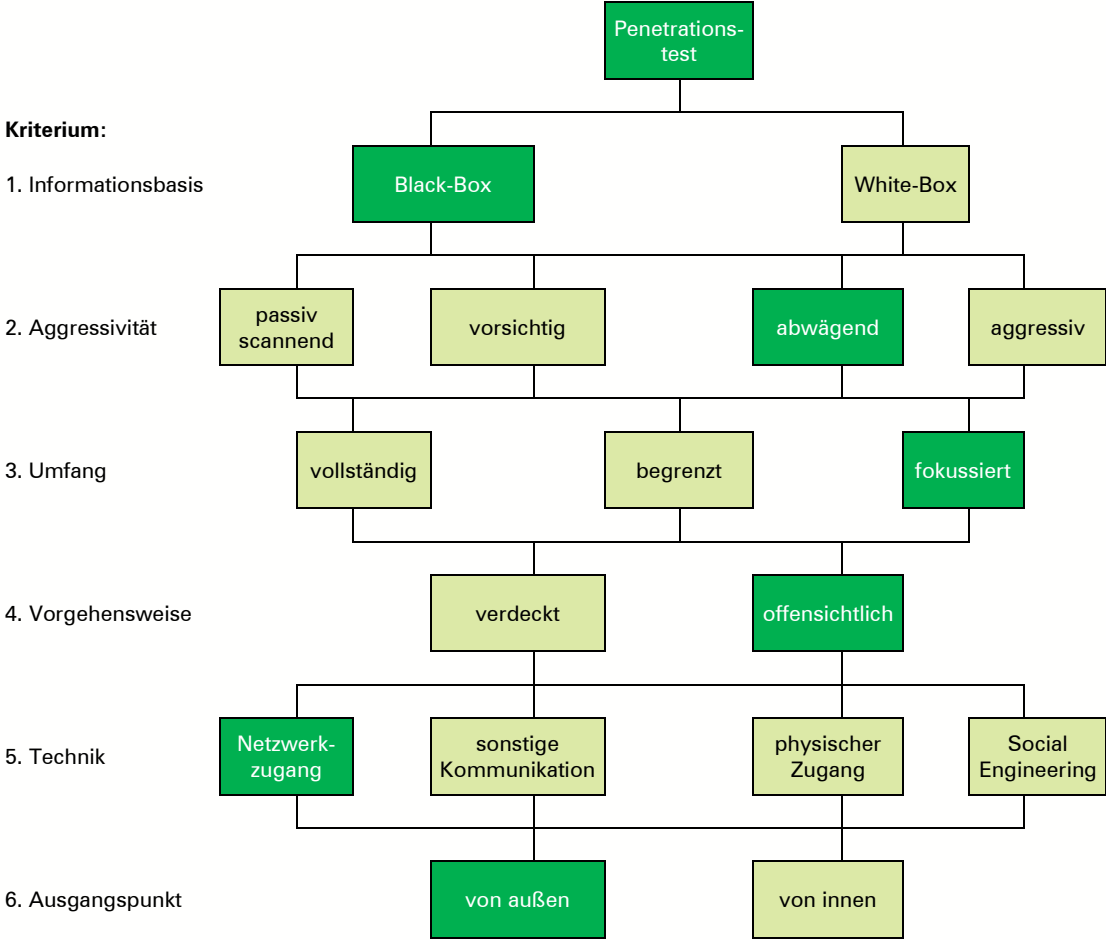 Penetrations-
test
Kriterium:
1. Informationsbasis
Black-Box
White-Box
2. Aggressivität
passiv
scannend
vorsichtig
abwägend
aggressiv
3. Umfang
vollständig
begrenzt
fokussiert
4. Vorgehensweise
verdeckt
offensichtlich
5. Technik
Netzwerk-
zugang
sonstige
Kommunikation
physischer
Zugang
Social
Engineering
6. Ausgangspunkt
von außen
von innen